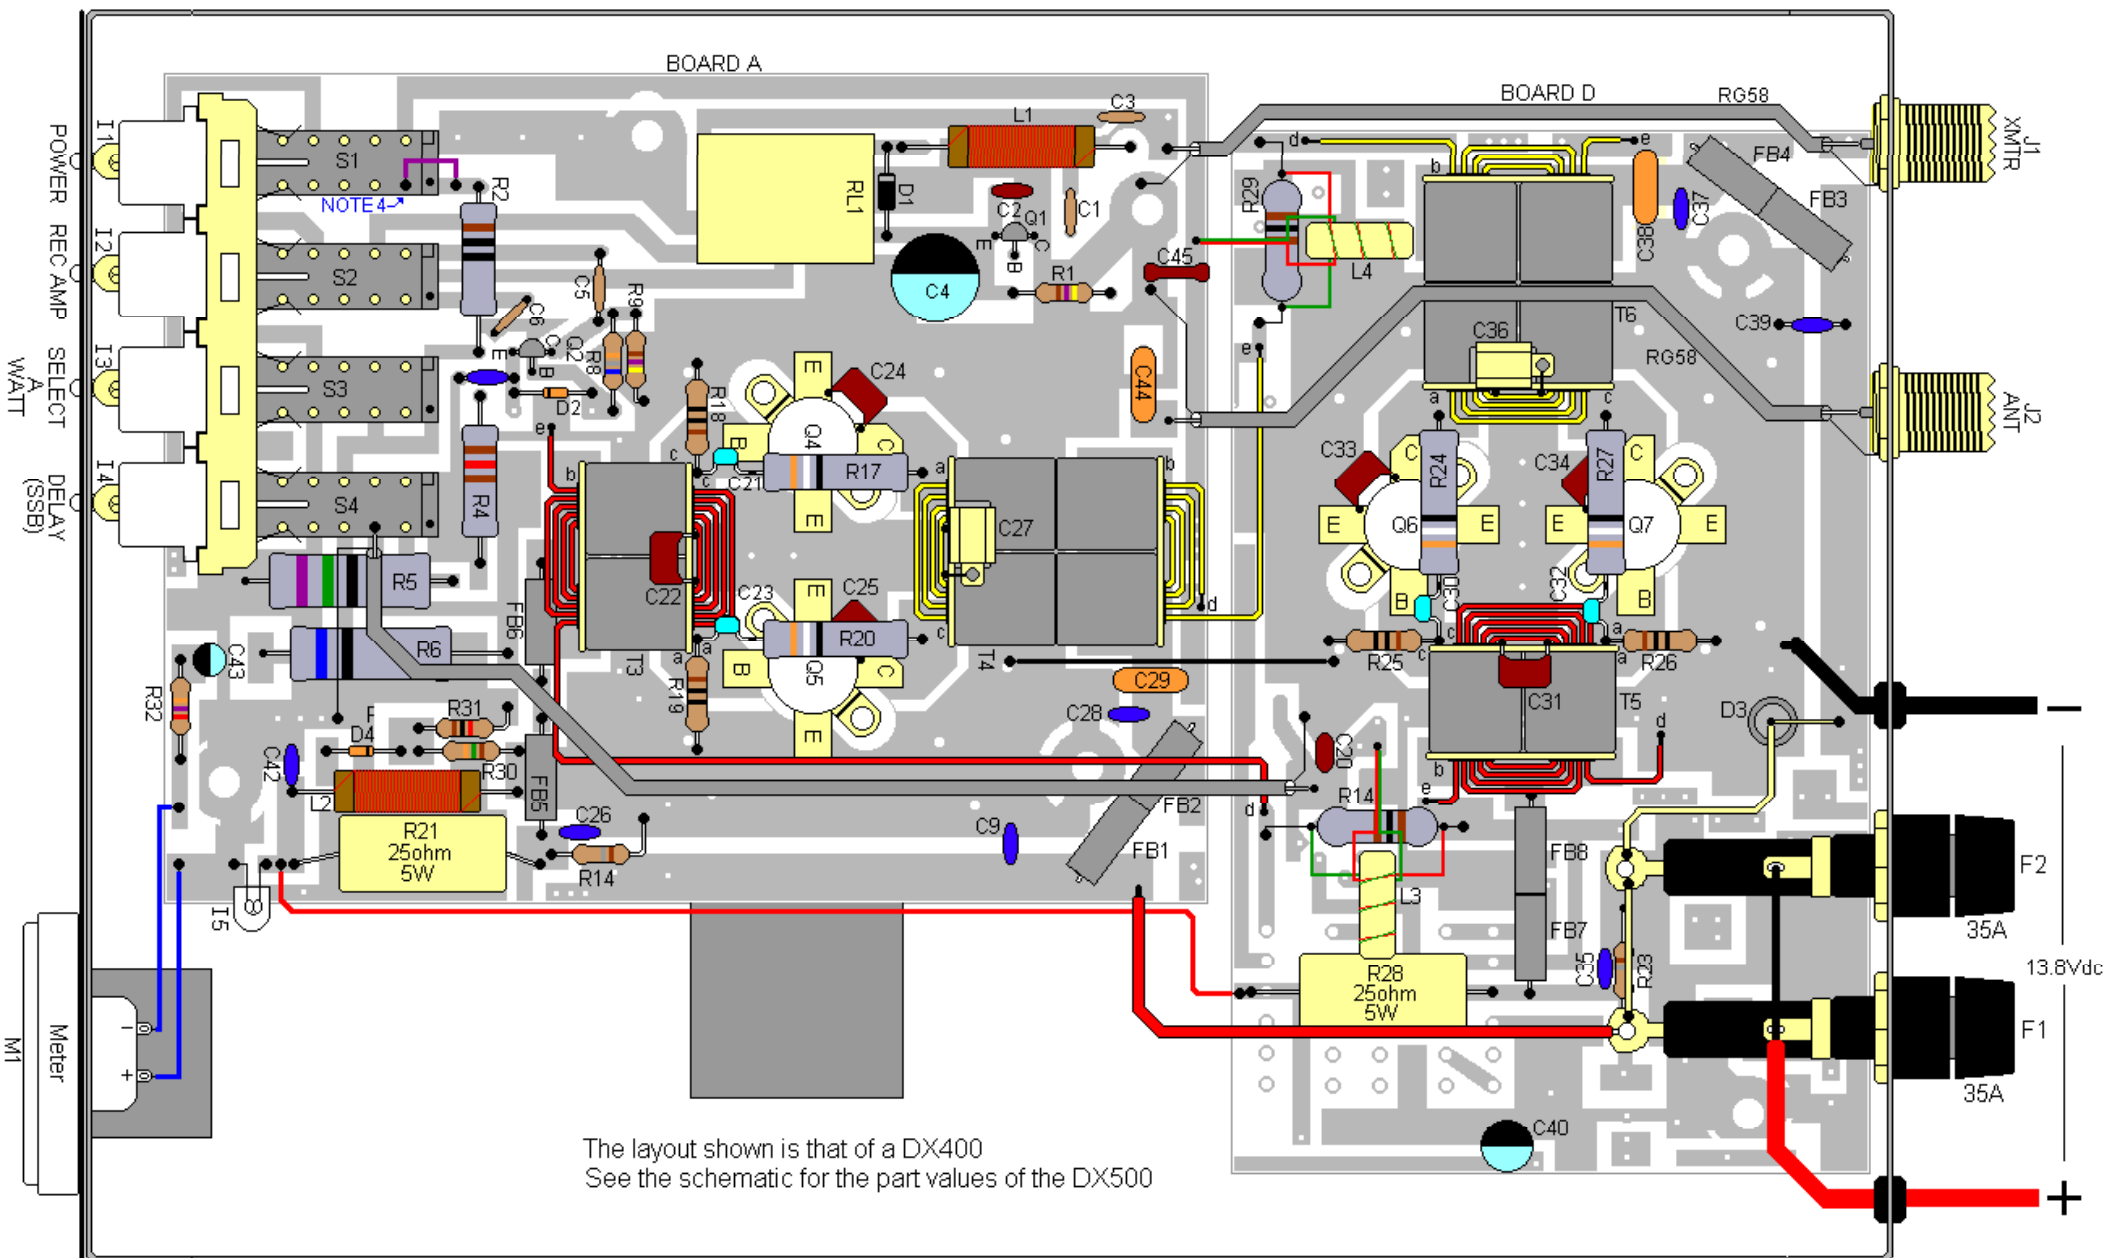 BOARD A
BOARD D
RG58
J1
XMTR
J2
ANT
RG58
I1
POWER
I2
REC AMP
I3
SELECT
A
WATT
I4
DELAY
(SSB)
S1
NOTE 4
S2
S3
S4
R2
R4
R5
R6
RL1
D1
L1
C3
C2
Q1
E
C
B
C1
R1
C4
C45
C5
C6
R9
R8
Q2
E
C
B
D2
R18
Q4
E
B
C
E
C24
C21
R17
C44
e
b
c
c
T3
C22
a
C23
C25
R20
R19
Q5
E
B
C
E
a
b
C27
c
d
T4
C29
C28
FB6
FB5
C43
R32
F
R31
D4
R30
C42
L2
R21
25ohm
5W
C26
R14
I5
C9
FB2
FB1
d
e
b
e
R29
L4
C38
C37
FB4
FB3
C39
T6
C36
a
c
d
e
C33
C
R24
E
Q6
E
B
C30
C34
R27
C
E
Q7
E
B
C32
R25
c
a
R26
C31
T5
b
d
e
D3
C20
R14
L3
FB8
FB7
R28
25ohm
5W
C35
R23
C40
F2
35A
F1
35A
13.8Vdc
−
+
Meter
M1
−
+
The layout shown is that of a DX400
See the schematic for the part values of the DX500